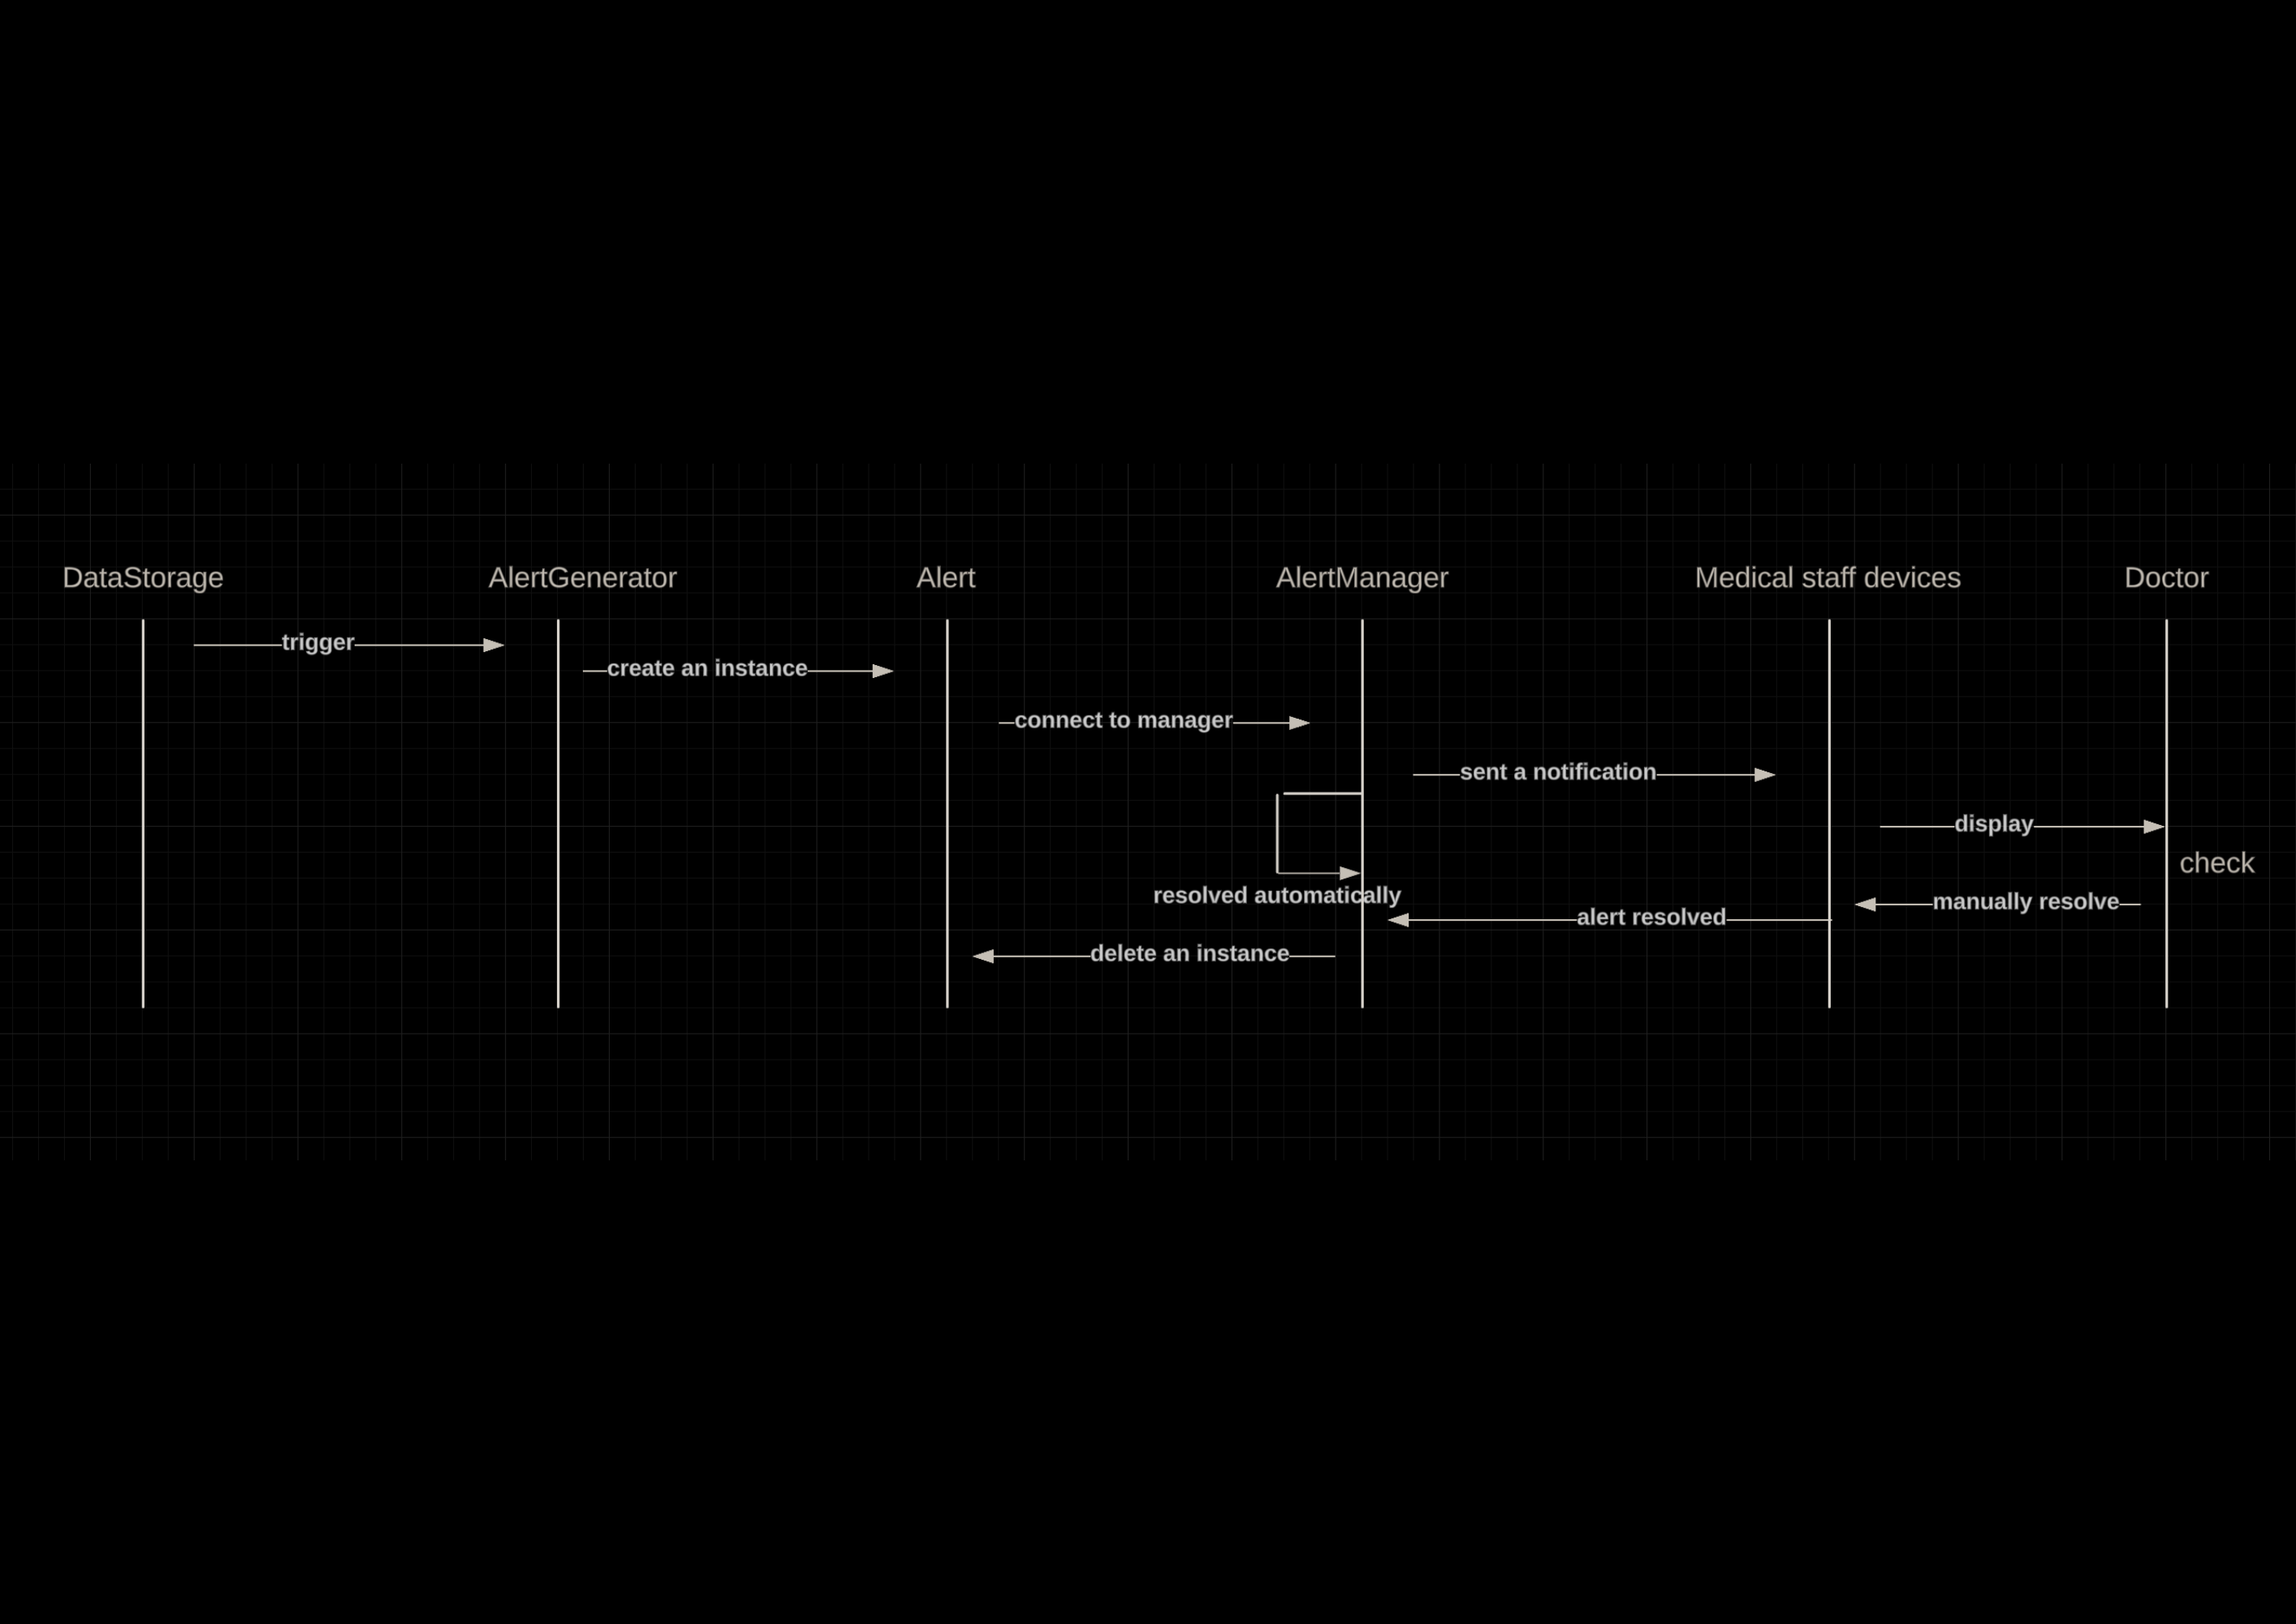 DataStorage
AlertGenerator
Alert
AlertManager
Medical staff devices
Doctor
trigger
create an instance
connect to manager
sent a notification
display
check
resolved automatically
manually resolve
alert resolved
delete an instance